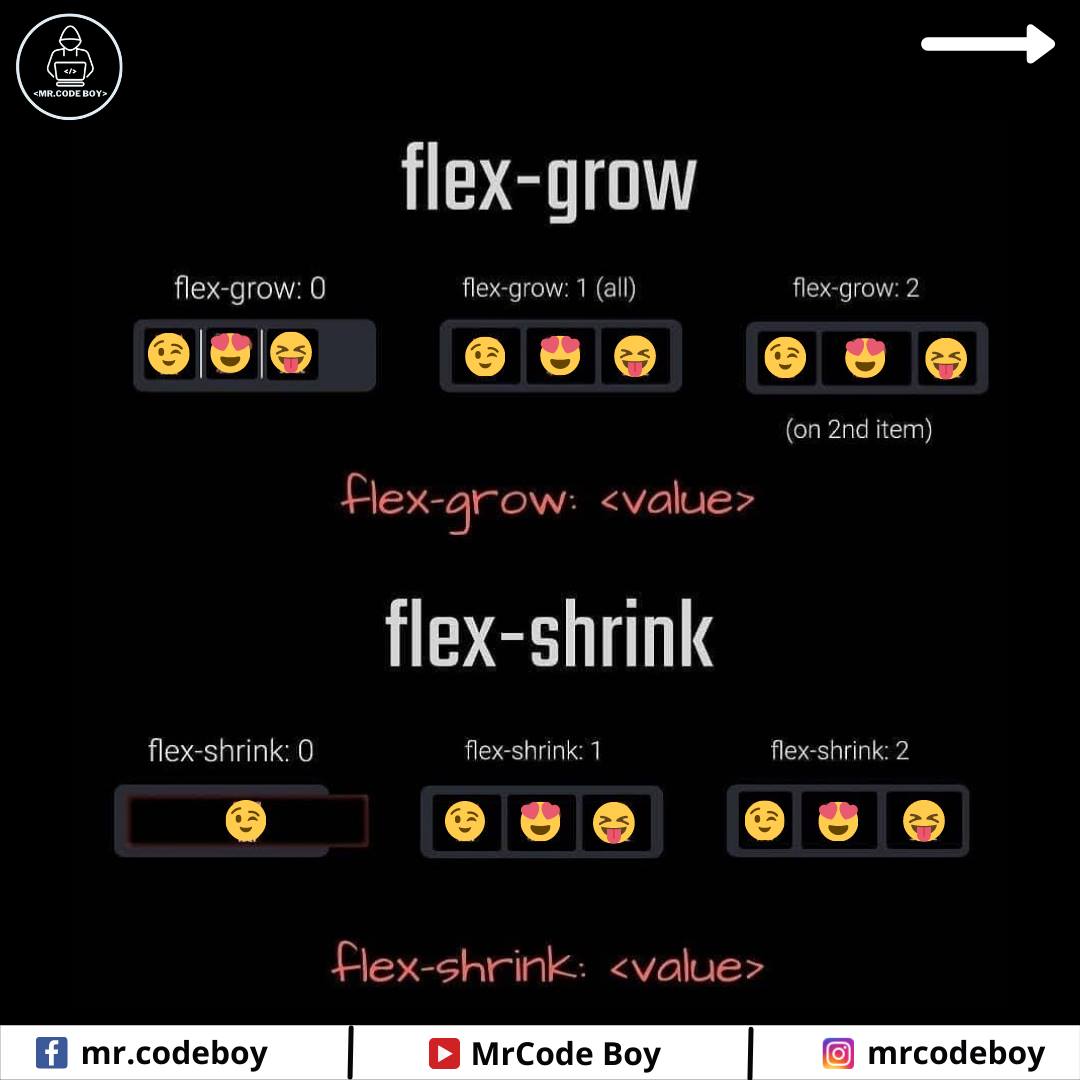 </>
<MR.CODE BOY>
flex-grow
flex-grow: 0
flex-grow: 1 (all)
flex-grow: 2
(on 2nd item)
flex-grow: <value>
flex-shrink
flex-shrink: 0
flex-shrink: 1
flex-shrink: 2
flex-shrink: <value>
mr.codeboy
MrCode Boy
mrcodeboy